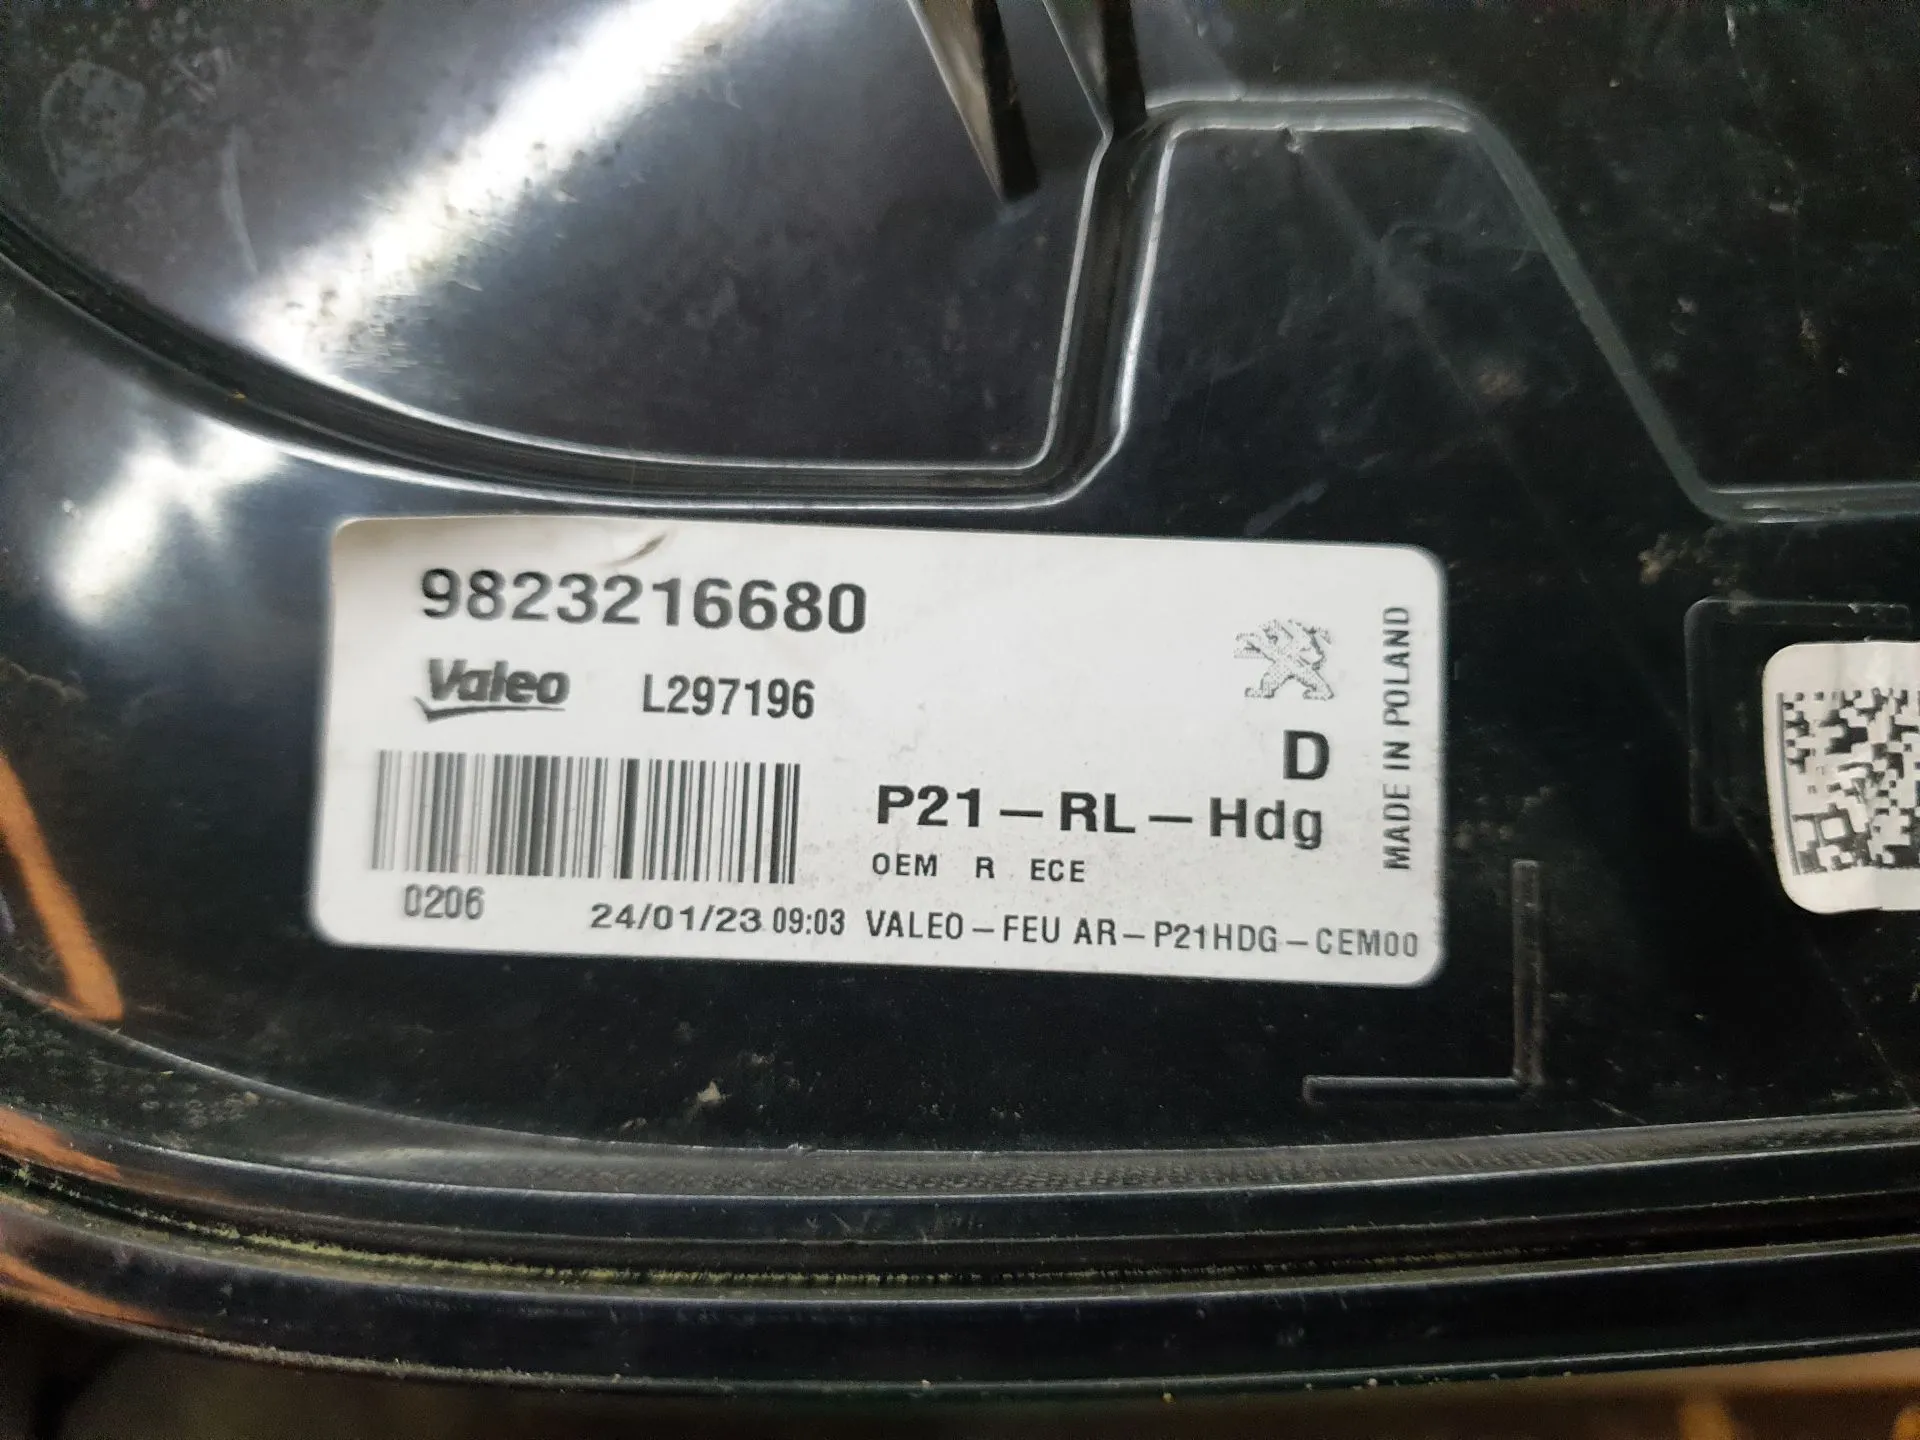 9823216680
Valeo L297196
D
P21-RL-Hdg
OEM R ECE
0206
24/01/23 09:03 VALEO-FEU AR-P21HDG-CEM00
MADE IN POLAND